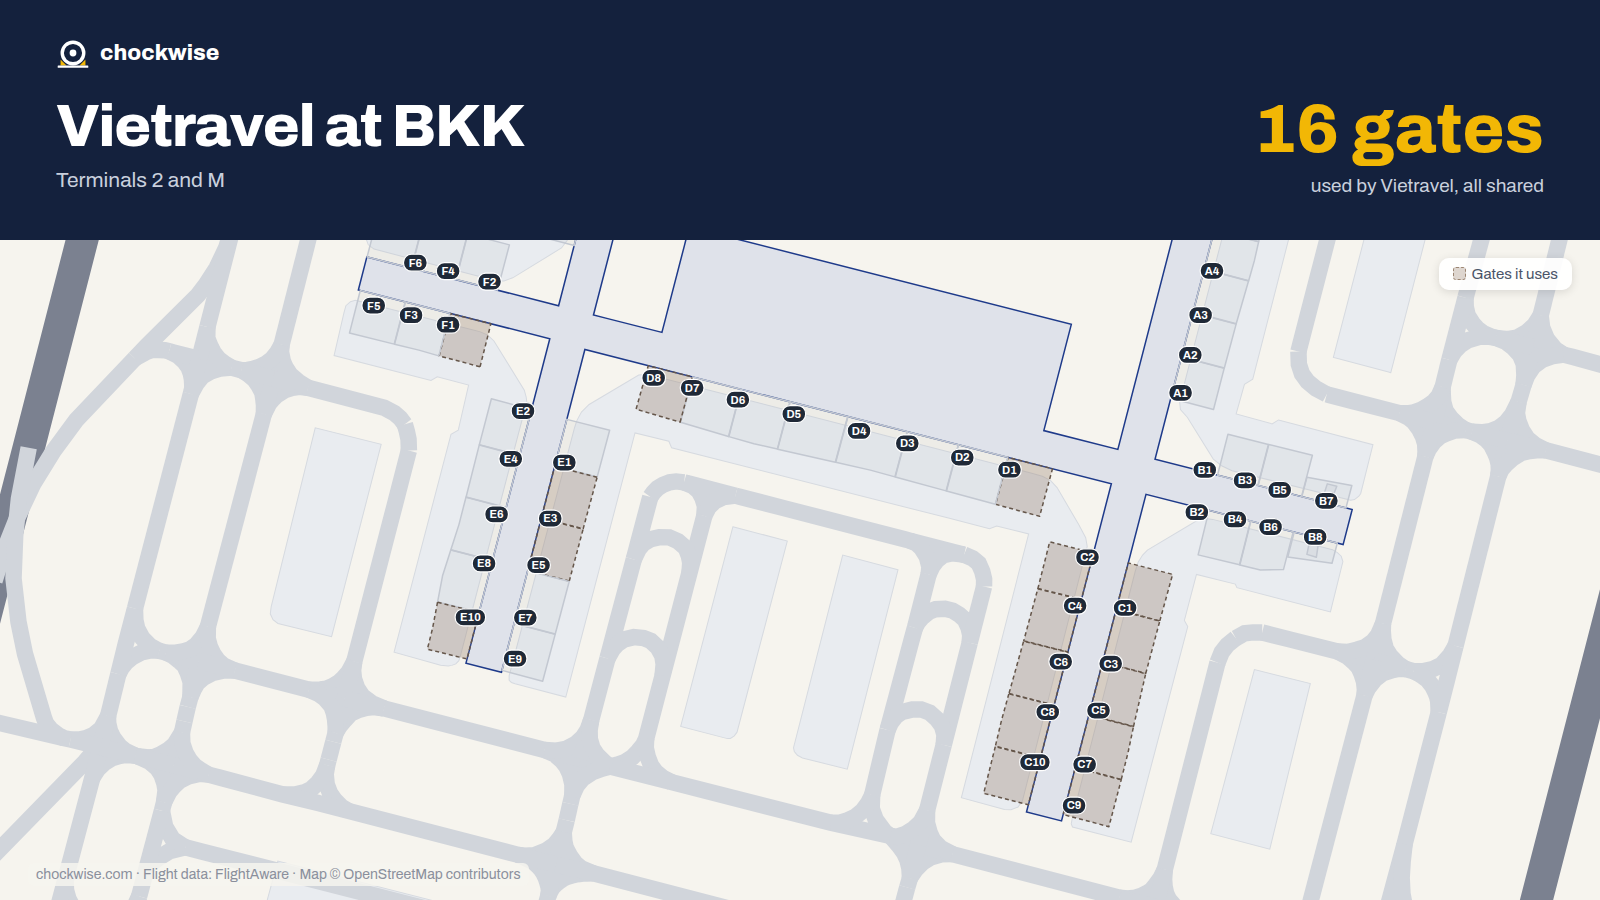 chockwise
Vietravel at BKK
Terminals 2 and M
16 gates
used by Vietravel, all shared
Gates it uses
F6
F4
F2
F5
F3
F1
A4
A3
A2
A1
D8
D7
D6
D5
D4
D3
D2
D1
E2
E4
E1
E6
E3
E8
E5
E10
E7
E9
B1
B3
B5
B7
B2
B4
B6
B8
C2
C4
C1
C6
C3
C8
C5
C10
C7
C9
chockwise.com · Flight data: FlightAware · Map © OpenStreetMap contributors